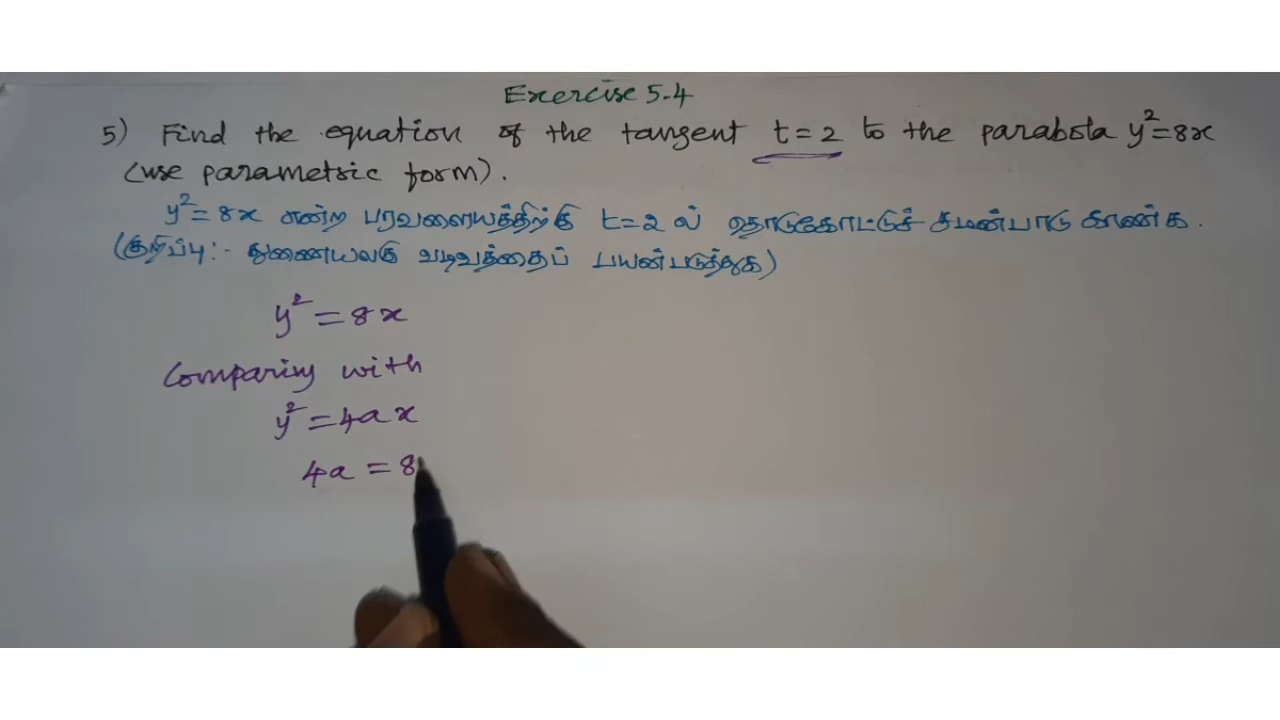 Exercise 5.4
5) Find the equation of the tangent t = 2 to the parabola y² = 8x
(use parametric form).
y² = 8x என்ற பரவளையத்திற்கு t = 2 ல் தொடுகோட்டுச் சமன்பாடு காண்க.
(குறிப்பு :- துணையலகு வடிவத்தைப் பயன்படுத்துக)
y² = 8x
Comparing with
y² = 4ax
4a = 8